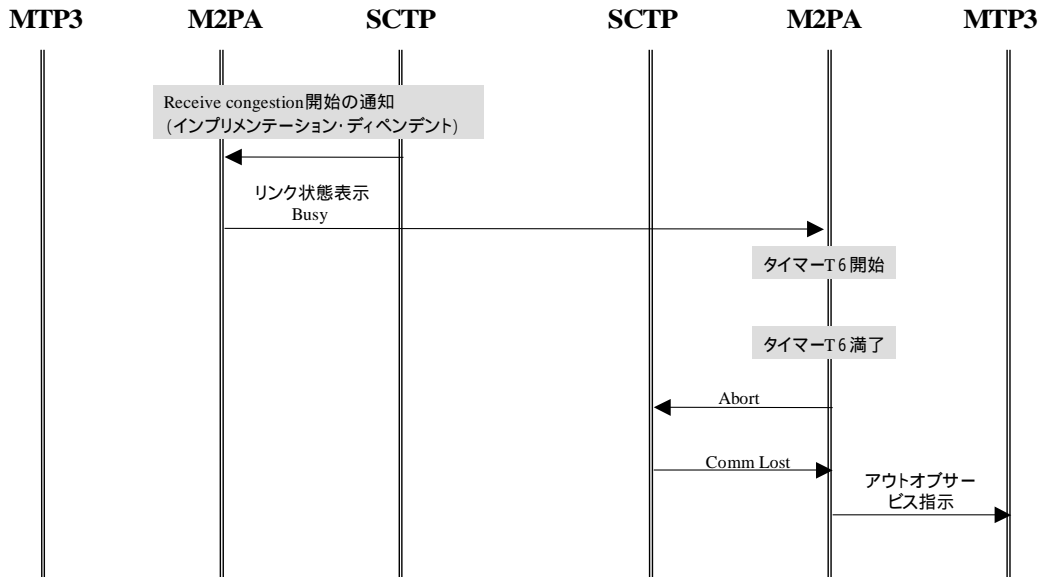 MTP3 M2PA SCTP SCTP M2PA MTP3
Receive congestion開始の通知
(インプリメンテーション・ディペンデント)
リンク状態表示
Busy
タイマーT6開始
タイマーT6満了
Abort
Comm Lost
アウトオブサー
ビス指示